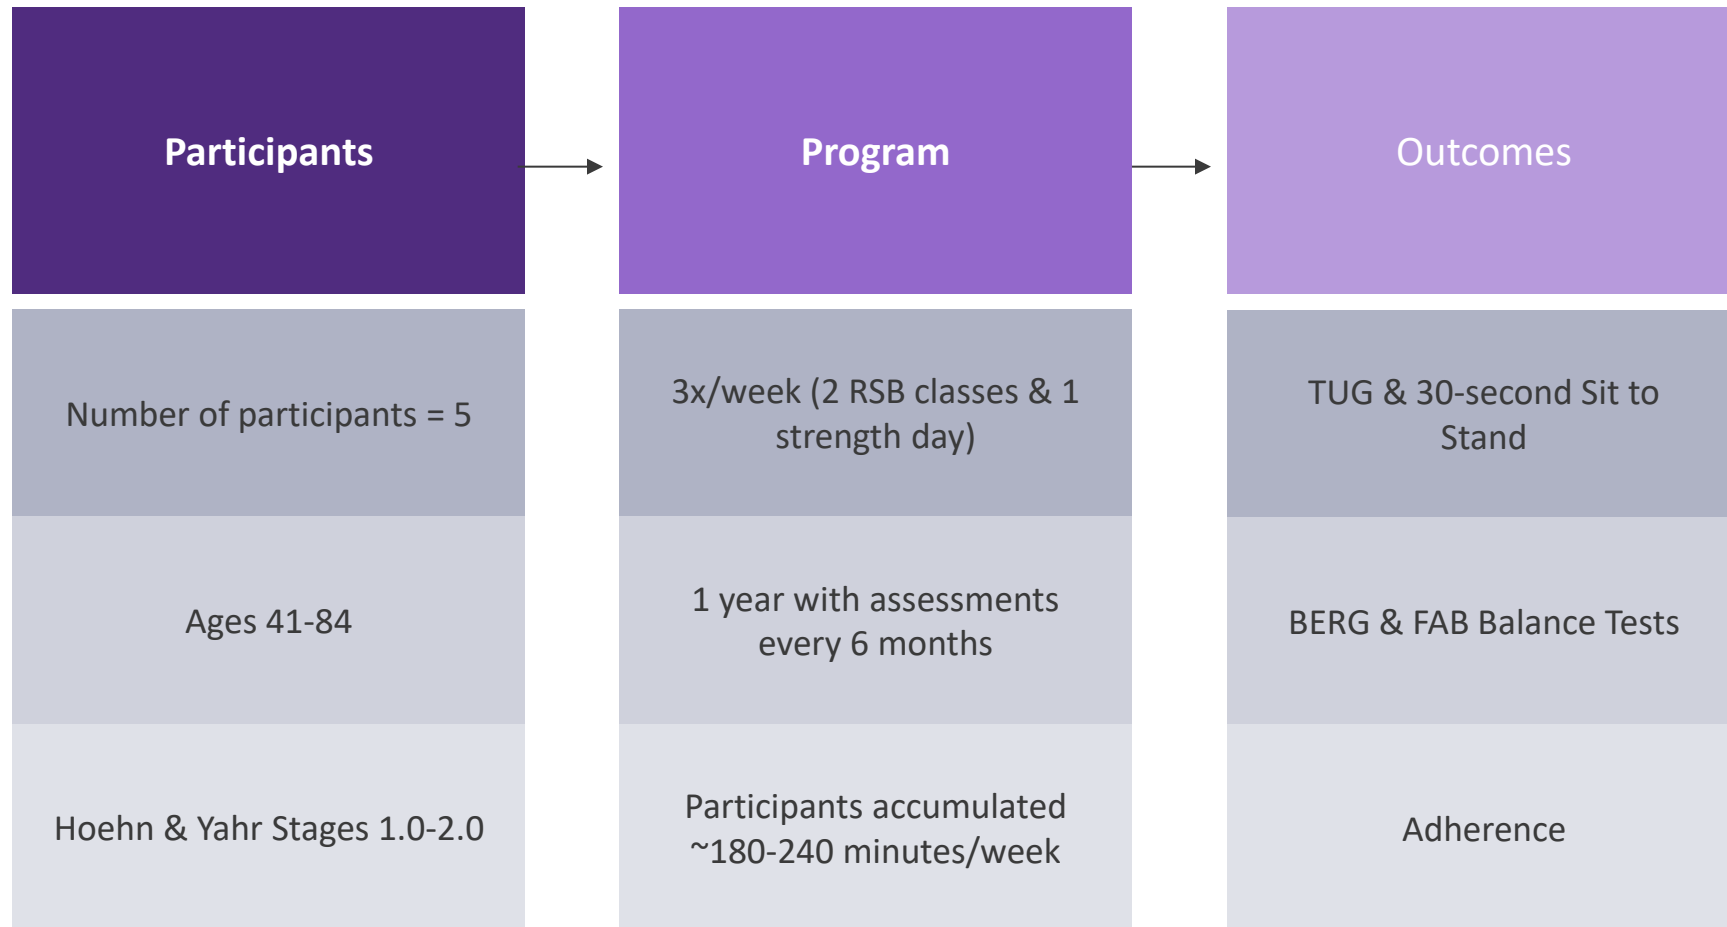 Participants
Number of participants = 5
Ages 41-84
Hoehn & Yahr Stages 1.0-2.0
Program
3x/week (2 RSB classes & 1
strength day)
1 year with assessments
every 6 months
Participants accumulated
~180-240 minutes/week
Outcomes
TUG & 30-second Sit to
Stand
BERG & FAB Balance Tests
Adherence